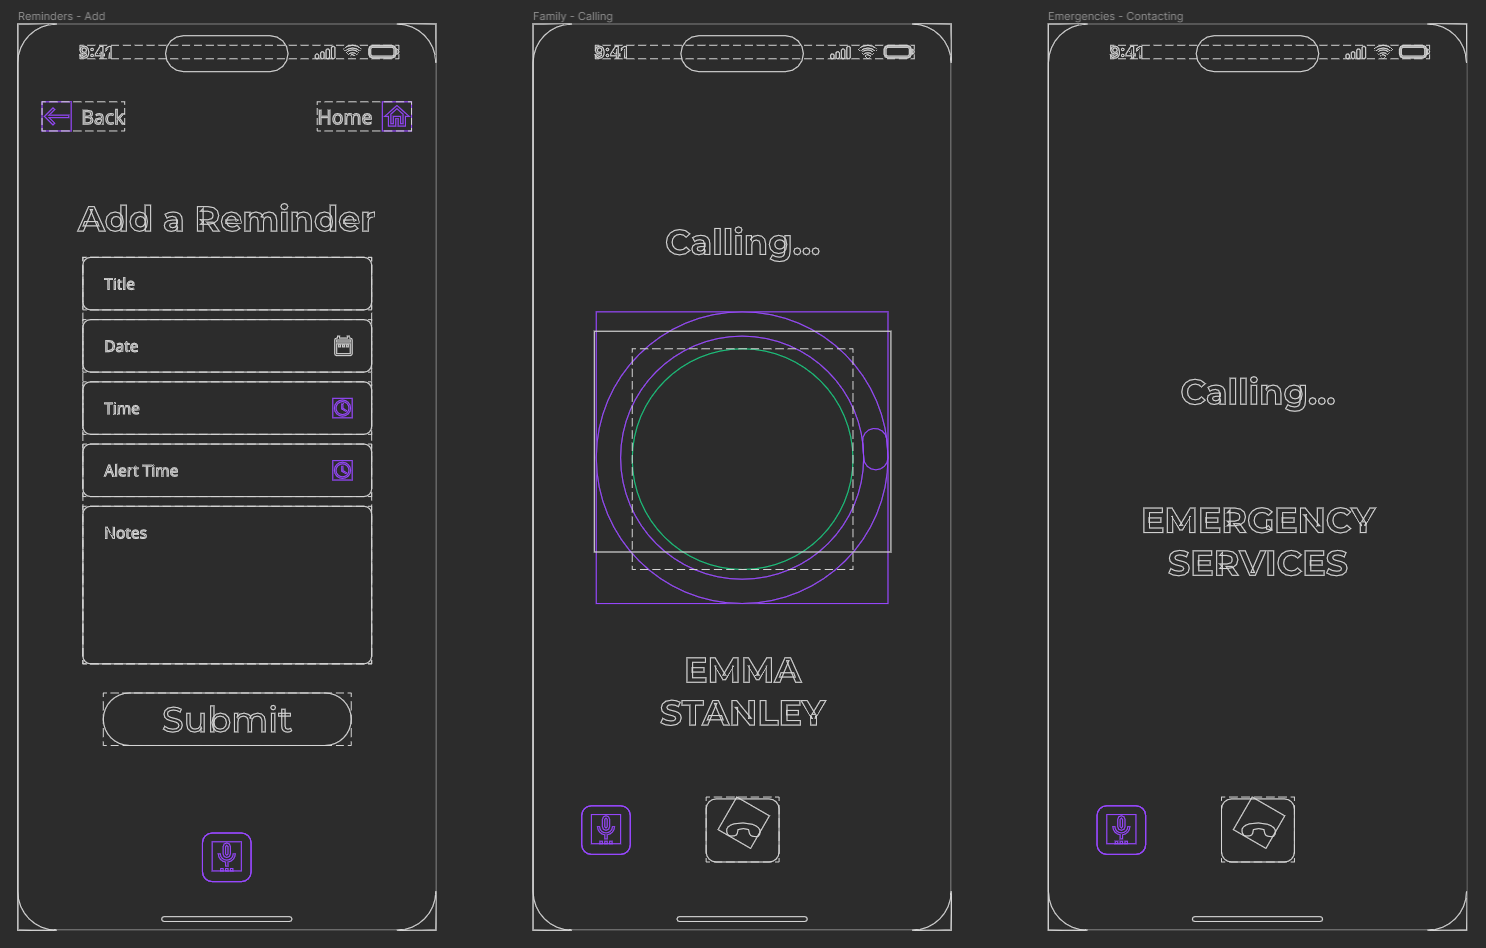 Reminders - Add
9:41
Back
Home
Add a Reminder
Title
Date
Time
Alert Time
Notes
Submit
Family - Calling
9:41
Calling...
EMMA
STANLEY
Emergencies - Contacting
9:41
Calling...
EMERGENCY
SERVICES